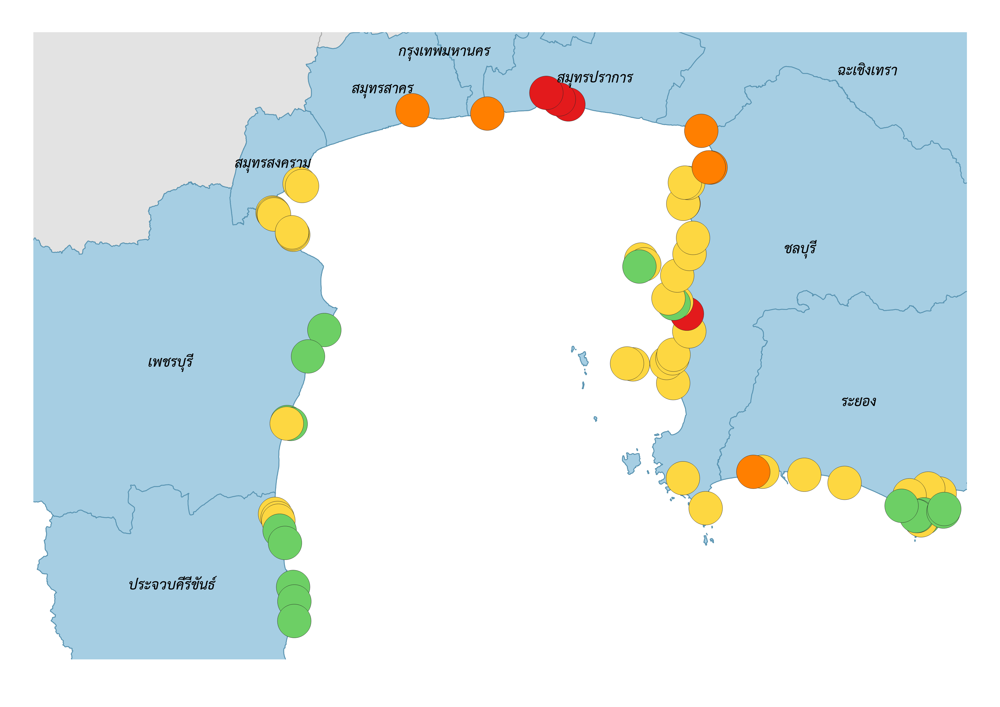 กรุงเทพมหานคร
ฉะเชิงเทรา
สมุทรปราการ
สมุทรสาคร
สมุทรสงคราม
ชลบุรี
เพชรบุรี
ระยอง
ประจวบคีรีขันธ์